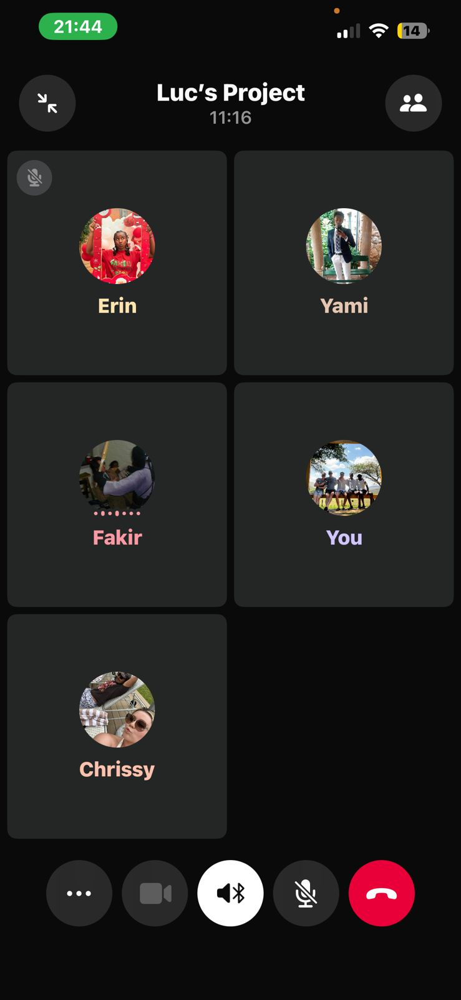 21:44
14
Luc's Project
11:16
Erin
Yami
Fakir
You
Chrissy